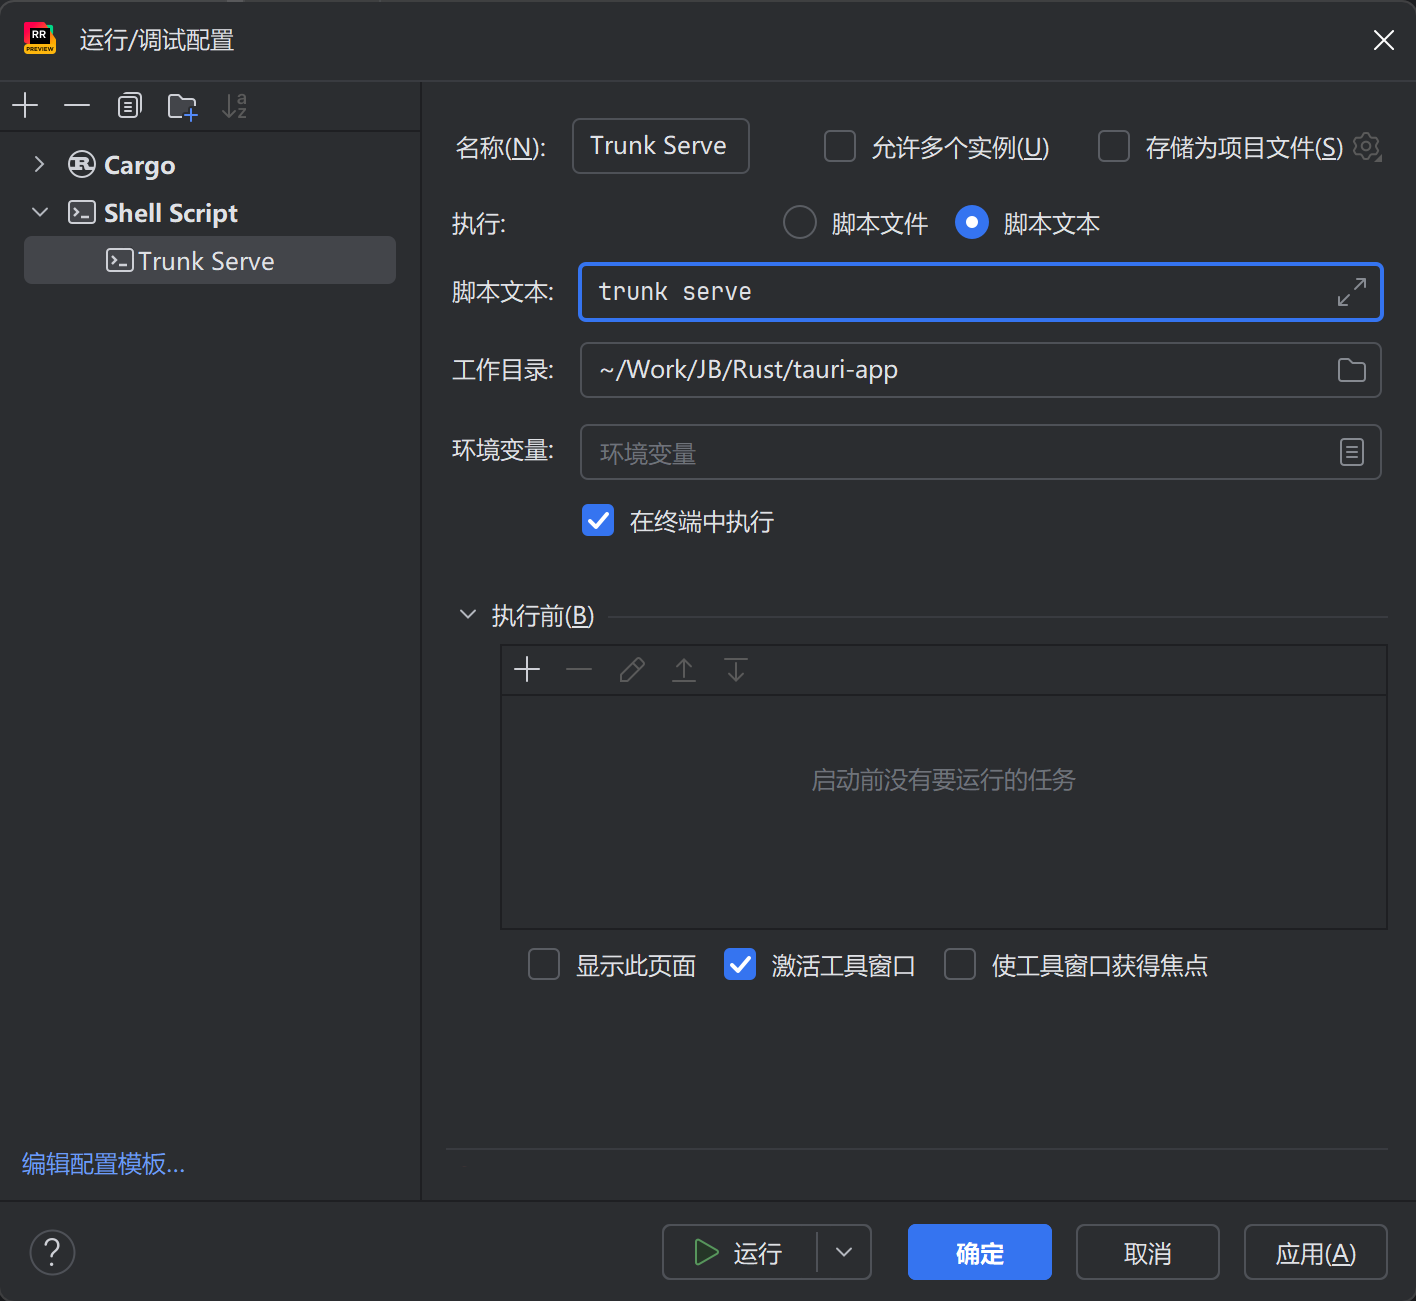 RR
PREVIEW
运行/调试配置
Cargo
Shell Script
Trunk Serve
编辑配置模板...
名称(N):
Trunk Serve
允许多个实例(U)
存储为项目文件(S)
执行:
脚本文件
脚本文本
脚本文本:
trunk serve
工作目录:
~/Work/JB/Rust/tauri-app
环境变量:
环境变量
在终端中执行
执行前(B)
启动前没有要运行的任务
显示此页面
激活工具窗口
使工具窗口获得焦点
?
运行
确定
取消
应用(A)